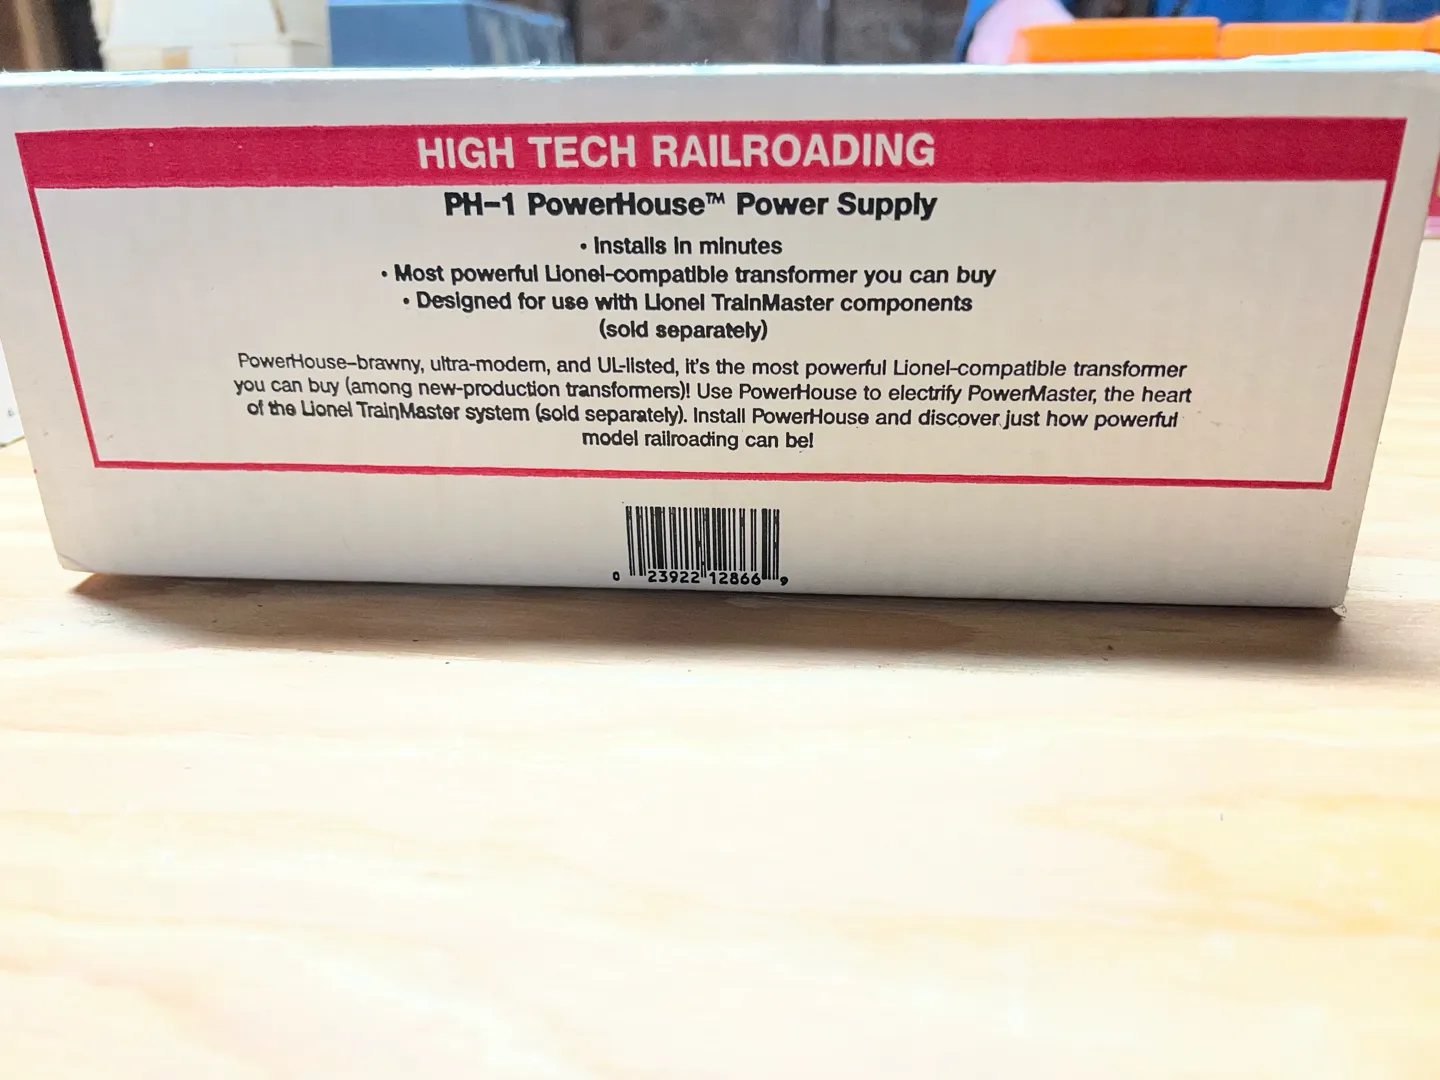 HIGH TECH RAILROADING
PH-1 PowerHouse™ Power Supply
• Installs in minutes
• Most powerful Lionel-compatible transformer you can buy
• Designed for use with Lionel TrainMaster components
(sold separately)
PowerHouse–brawny, ultra-modern, and UL-listed, it's the most powerful Lionel-compatible transformer
you can buy (among new-production transformers)! Use PowerHouse to electrify PowerMaster, the heart
of the Lionel TrainMaster system (sold separately). Install PowerHouse and discover just how powerful
model railroading can be!
0 23922 12866 9